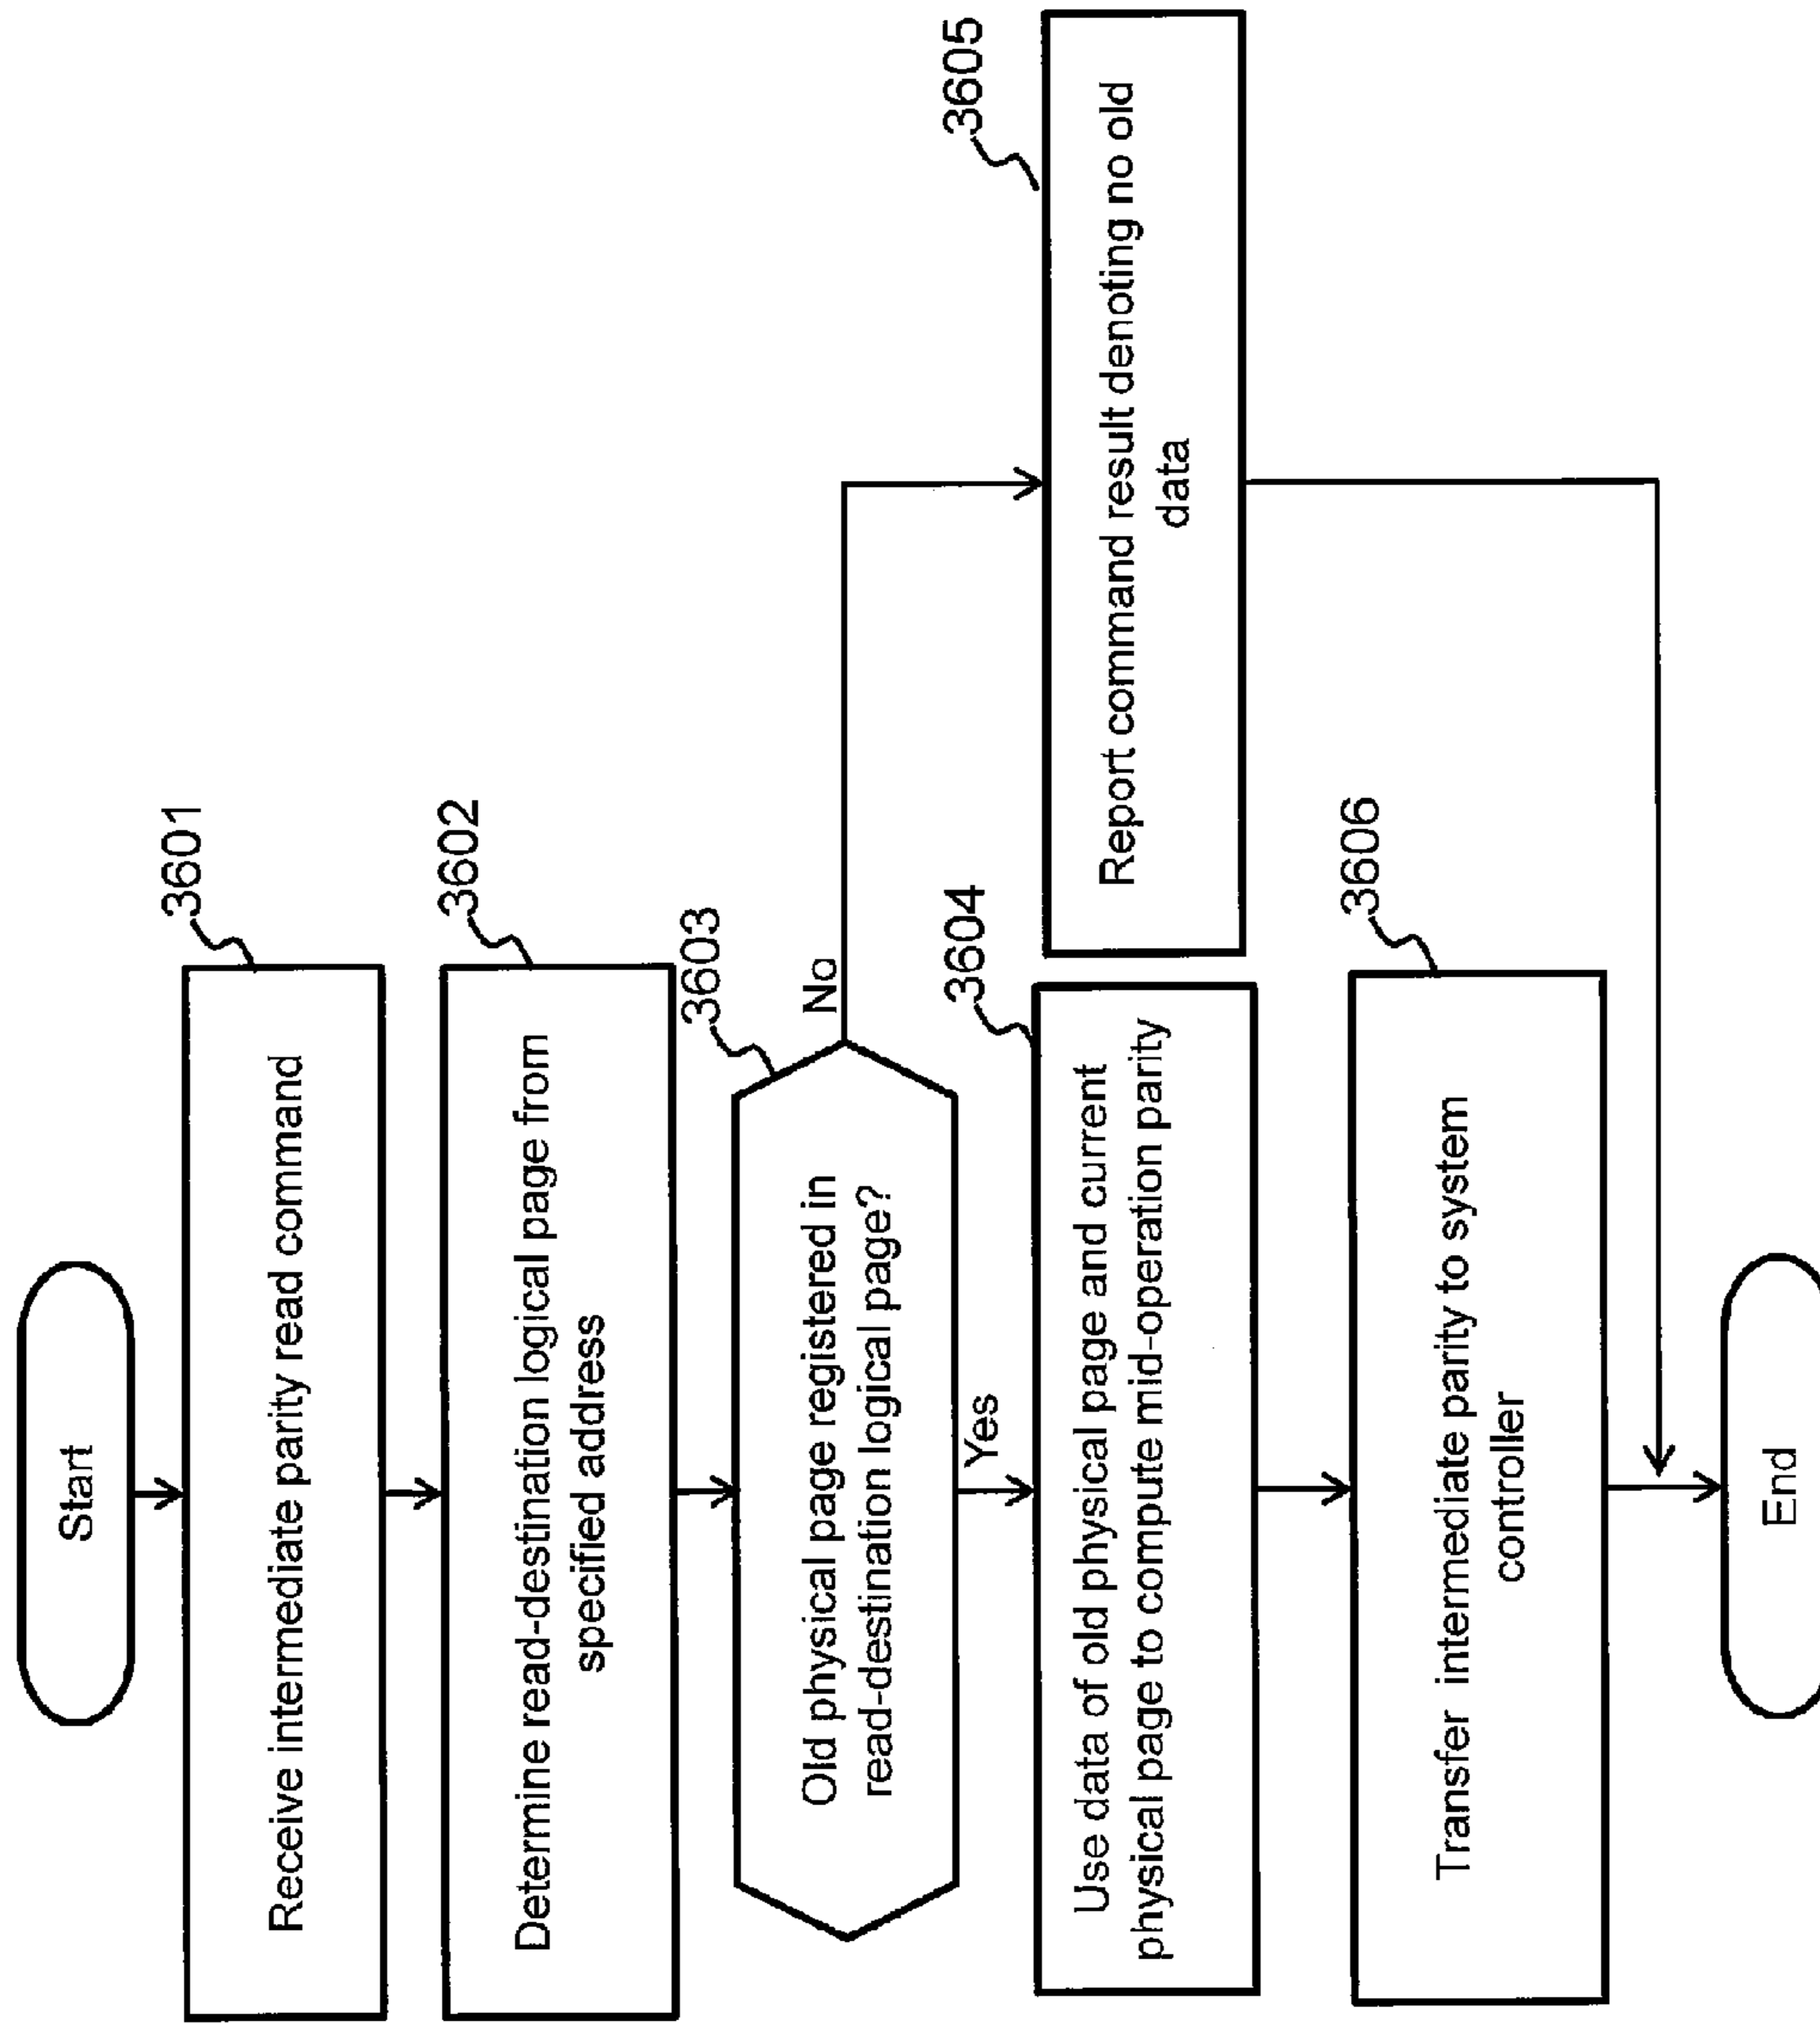 Start
3601
Receive intermediate parity read command
3602
Determine read-destination logical page from
specified address
3603
Old physical page registered in
read-destination logical page?
No
Yes
3604
Use data of old physical page and current
physical page to compute mid-operation parity
3605
Report command result denoting no old
data
3606
Transfer intermediate parity to system
controller
End